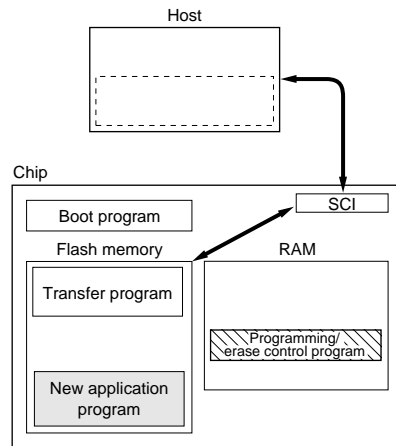 Host
Chip
SCI
Boot program
Flash memory
RAM
Transfer program
Programming/
erase control program
New application
program